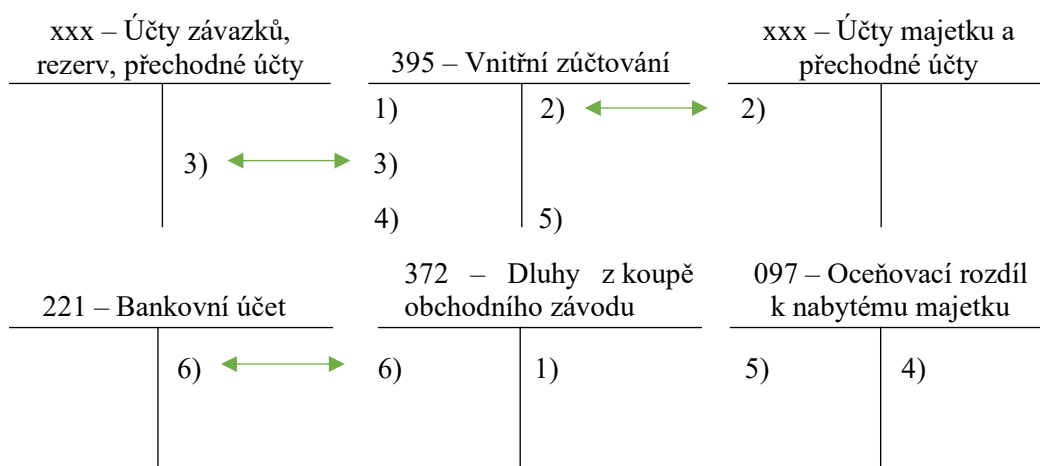 xxx – Účty závazků,
rezerv, přechodné účty
395 – Vnitřní zúčtování
xxx – Účty majetku a
přechodné účty
1)
2)
2)
3)
3)
4)
5)
221 – Bankovní účet
372 – Dluhy z koupě
obchodního závodu
097 – Oceňovací rozdíl
k nabytému majetku
6)
6)
1)
5)
4)